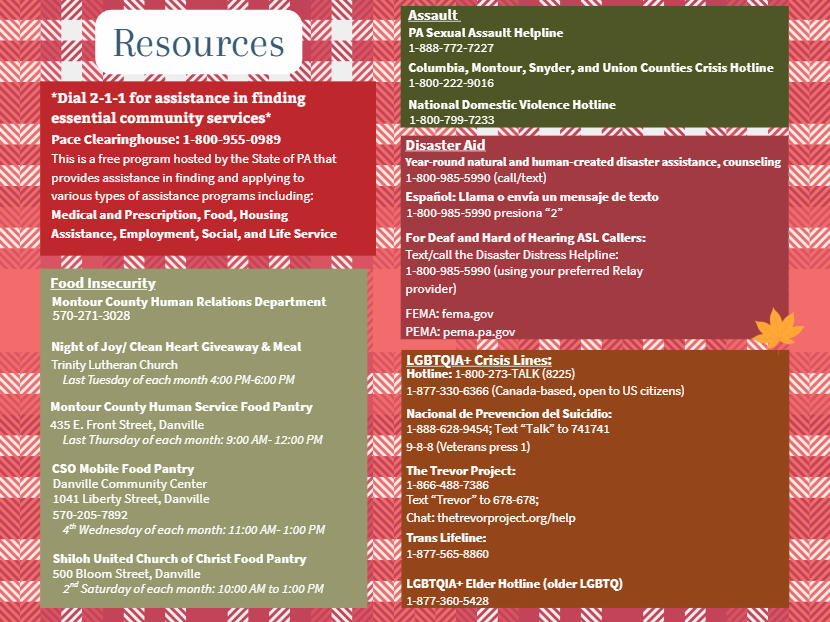 Resources
*Dial 2-1-1 for assistance in finding
essential community services*
Pace Clearinghouse: 1-800-955-0989
This is a free program hosted by the State of PA that
provides assistance in finding and applying to
various types of assistance programs including:
Medical and Prescription, Food, Housing
Assistance, Employment, Social, and Life Service
Food Insecurity
Montour County Human Relations Department
570-271-3028
Night of Joy/ Clean Heart Giveaway & Meal
Trinity Lutheran Church
Last Tuesday of each month 4:00 PM-6:00 PM
Montour County Human Service Food Pantry
435 E. Front Street, Danville
Last Thursday of each month: 9:00 AM- 12:00 PM
CSO Mobile Food Pantry
Danville Community Center
1041 Liberty Street, Danville
570-205-7892
4th Wednesday of each month: 11:00 AM- 1:00 PM
Shiloh United Church of Christ Food Pantry
500 Bloom Street, Danville
2nd Saturday of each month: 10:00 AM to 1:00 PM
Assault
PA Sexual Assault Helpline
1-888-772-7227
Columbia, Montour, Snyder, and Union Counties Crisis Hotline
1-800-222-9016
National Domestic Violence Hotline
1-800-799-7233
Disaster Aid
Year-round natural and human-created disaster assistance, counseling
1-800-985-5990 (call/text)
Español: Llama o envía un mensaje de texto
1-800-985-5990 presiona “2”
For Deaf and Hard of Hearing ASL Callers:
Text/call the Disaster Distress Helpline:
1-800-985-5990 (using your preferred Relay
provider)
FEMA: fema.gov
PEMA: pema.pa.gov
LGBTQIA+ Crisis Lines:
Hotline: 1-800-273-TALK (8225)
1-877-330-6366 (Canada-based, open to US citizens)
Nacional de Prevencion del Suicidio:
1-888-628-9454; Text “Talk” to 741741
9-8-8 (Veterans press 1)
The Trevor Project:
1-866-488-7386
Text “Trevor” to 678-678;
Chat: thetrevorproject.org/help
Trans Lifeline:
1-877-565-8860
LGBTQIA+ Elder Hotline (older LGBTQ)
1-877-360-5428